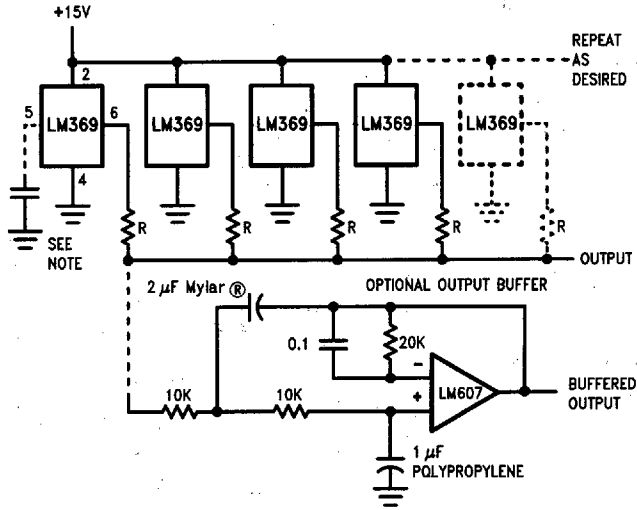 +15V
REPEAT
AS
DESIRED
2
5
LM369
6
LM369
LM369
LM369
LM369
4
R
R
R
R
R
SEE
NOTE
OUTPUT
2 μF Mylar®
OPTIONAL OUTPUT BUFFER
0.1
20K
-
LM607
+
BUFFERED
OUTPUT
10K
10K
1 μF
POLYPROPYLENE